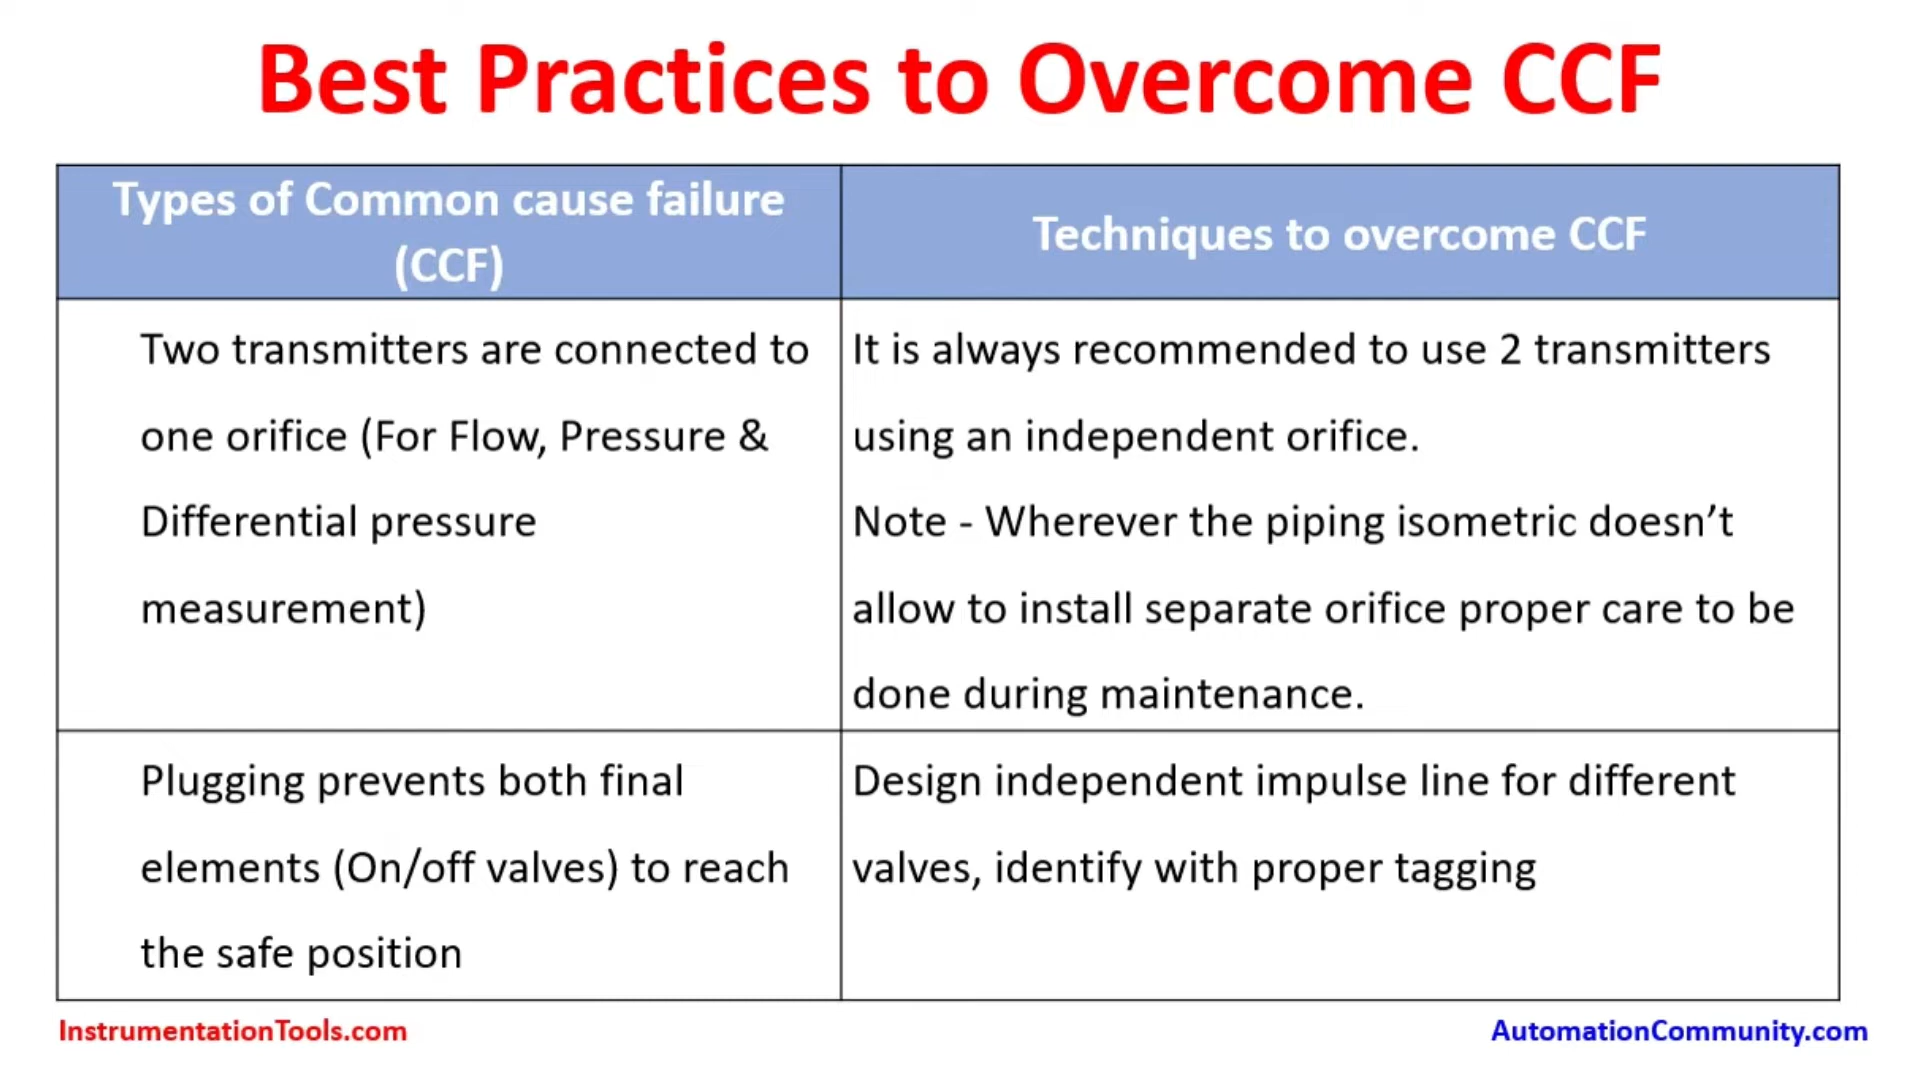 Best Practices to Overcome CCF
Types of Common cause failure
(CCF)
Techniques to overcome CCF
Two transmitters are connected to
one orifice (For Flow, Pressure &
Differential pressure
measurement)
It is always recommended to use 2 transmitters
using an independent orifice.
Note - Wherever the piping isometric doesn’t
allow to install separate orifice proper care to be
done during maintenance.
Plugging prevents both final
elements (On/off valves) to reach
the safe position
Design independent impulse line for different
valves, identify with proper tagging
InstrumentationTools.com
AutomationCommunity.com